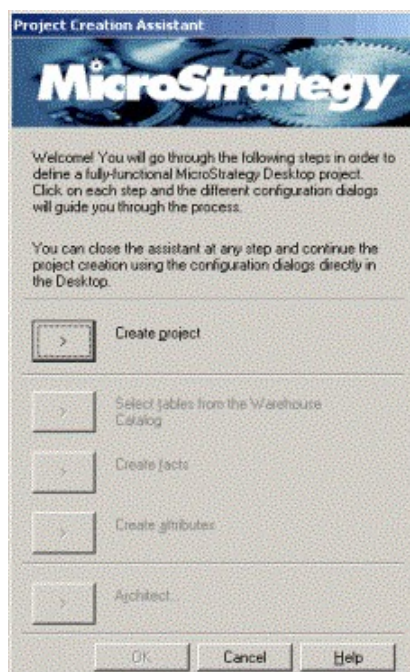 Project Creation Assistant
MicroStrategy
Welcome! You will go through the following steps in order to
define a fully-functional MicroStrategy Desktop project.
Click on each step and the different configuration dialogs
will guide you through the process.
You can close the assistant at any step and continue the
project creation using the configuration dialogs directly in
the Desktop.
> Create project
> Select tables from the Warehouse
Catalog
> Create facts
> Create attributes
> Architect...
OK Cancel Help